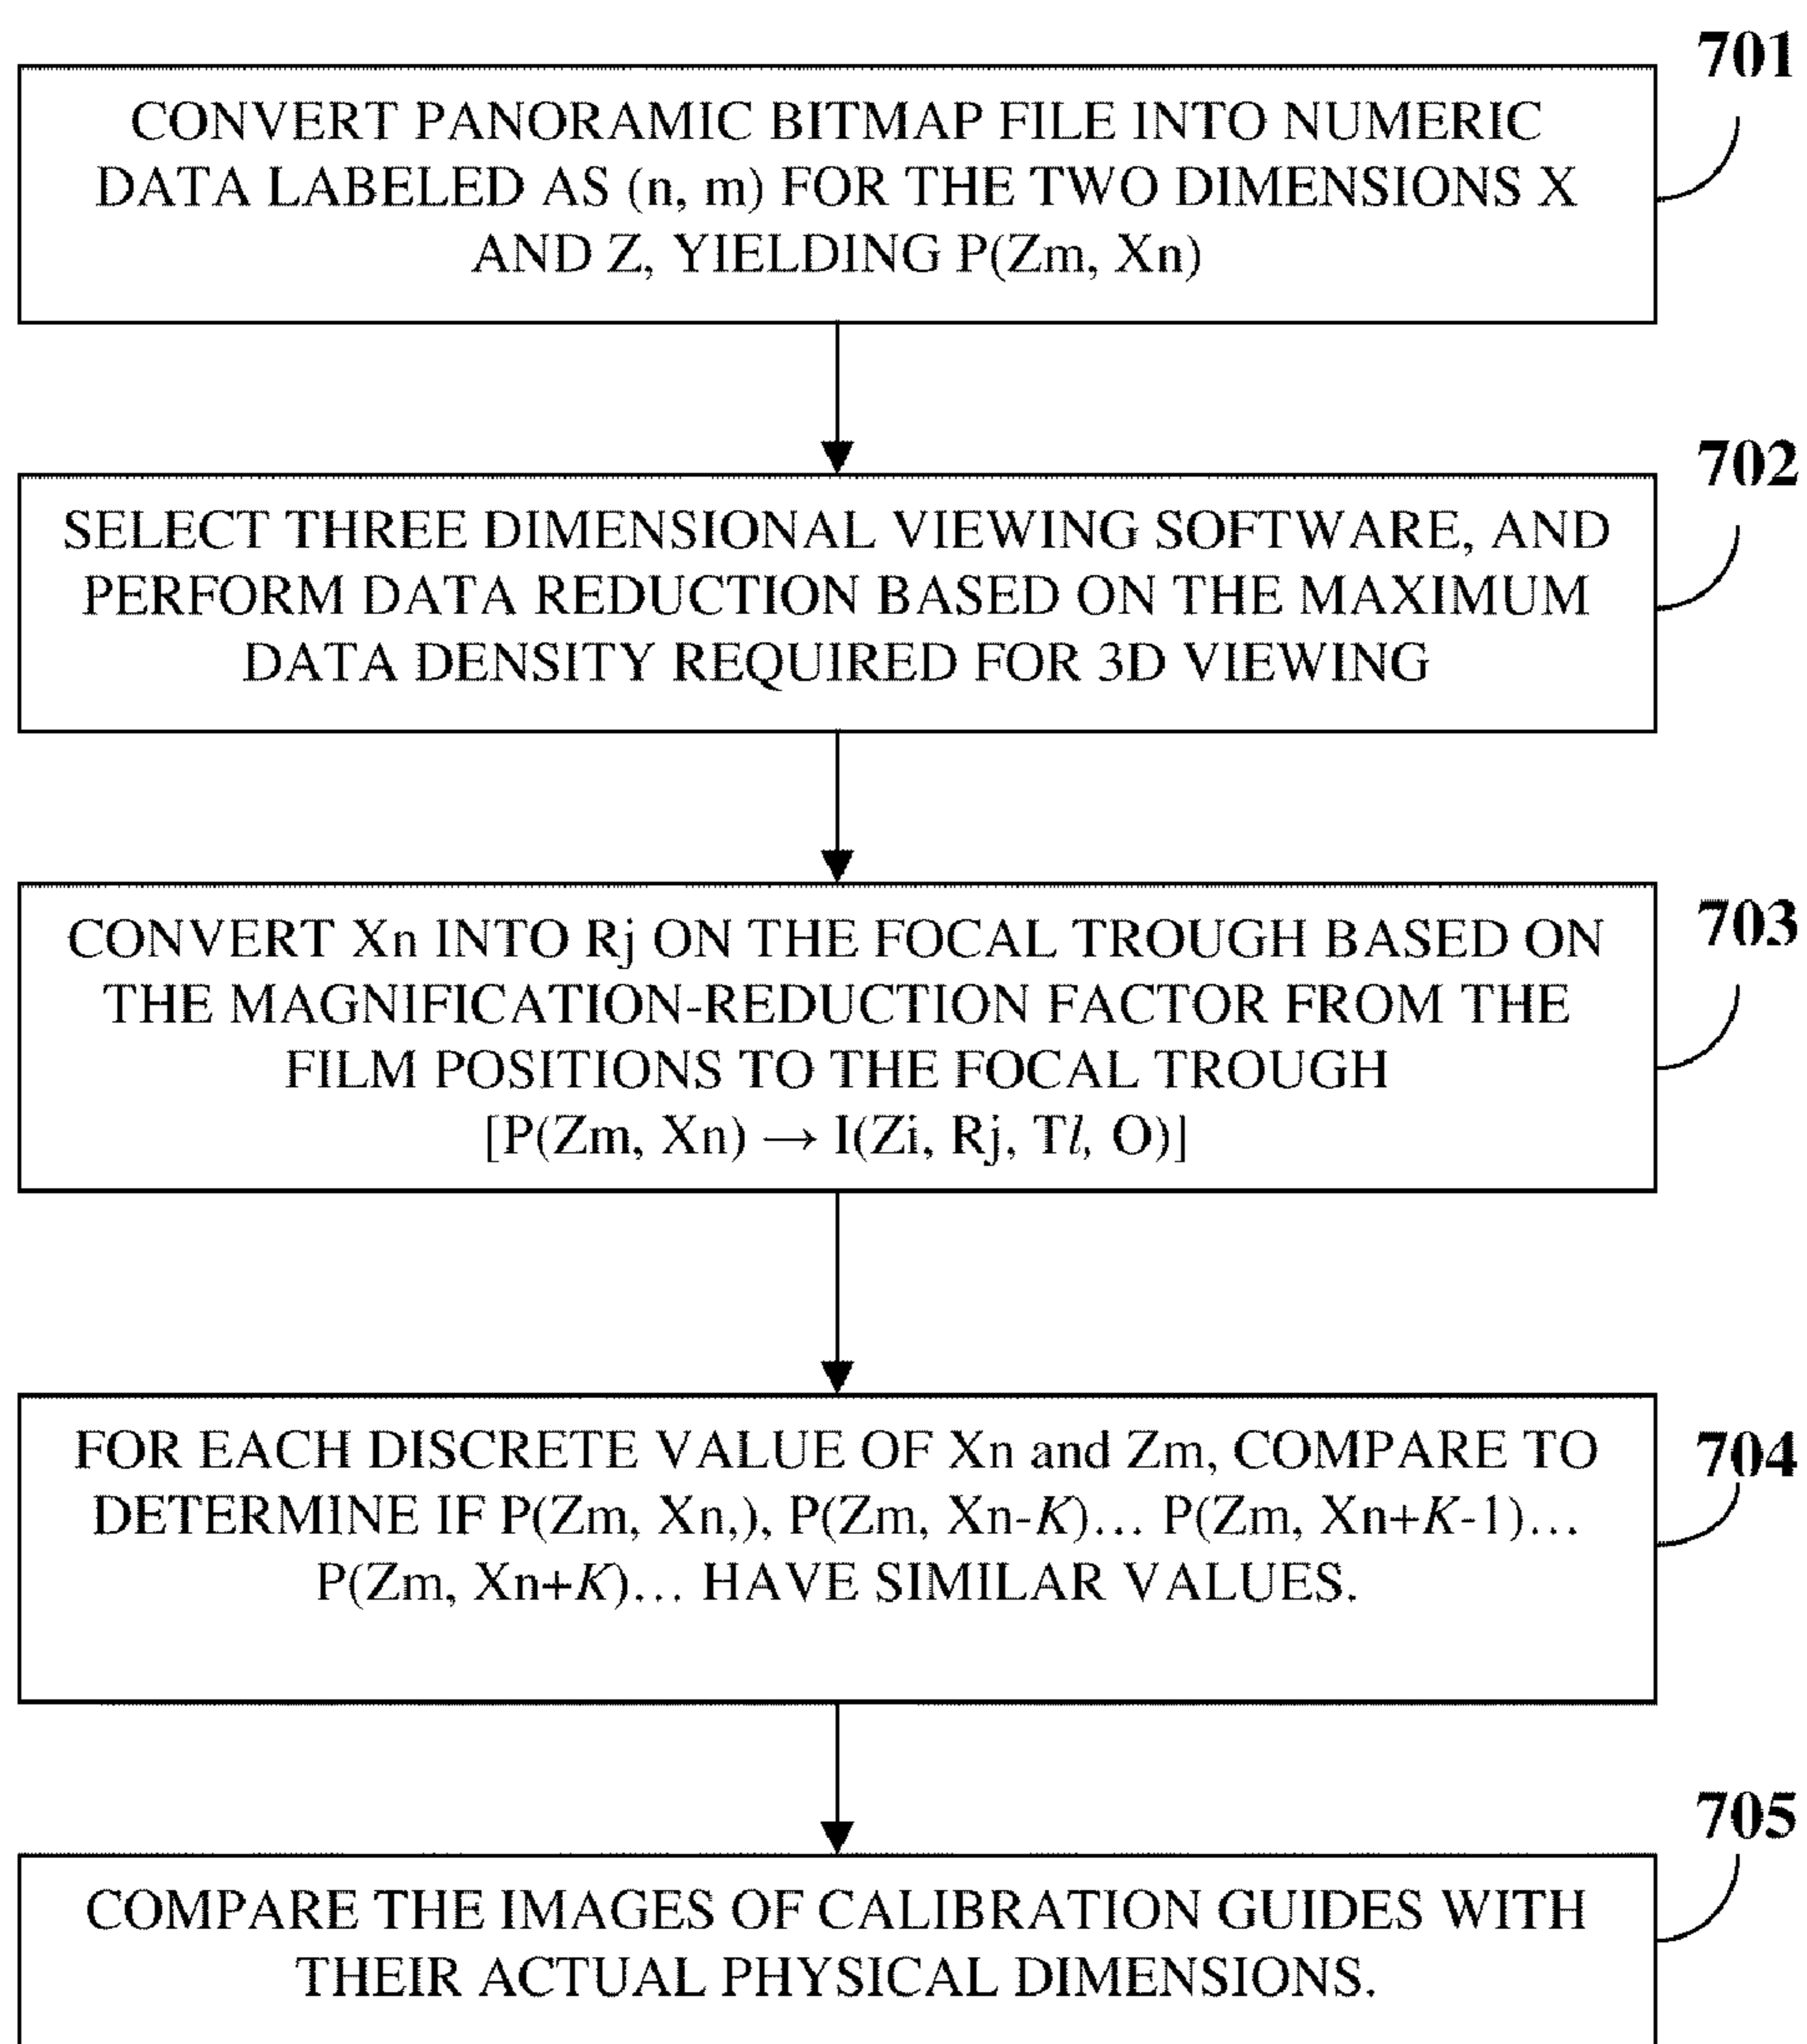 701
CONVERT PANORAMIC BITMAP FILE INTO NUMERIC
DATA LABELED AS (n, m) FOR THE TWO DIMENSIONS X
AND Z, YIELDING P(Zm, Xn)
702
SELECT THREE DIMENSIONAL VIEWING SOFTWARE, AND
PERFORM DATA REDUCTION BASED ON THE MAXIMUM
DATA DENSITY REQUIRED FOR 3D VIEWING
703
CONVERT Xn INTO Rj ON THE FOCAL TROUGH BASED ON
THE MAGNIFICATION-REDUCTION FACTOR FROM THE
FILM POSITIONS TO THE FOCAL TROUGH
[P(Zm, Xn) → I(Zi, Rj, Tl, O)]
704
FOR EACH DISCRETE VALUE OF Xn and Zm, COMPARE TO
DETERMINE IF P(Zm, Xn,), P(Zm, Xn-K)... P(Zm, Xn+K-1)...
P(Zm, Xn+K)... HAVE SIMILAR VALUES.
705
COMPARE THE IMAGES OF CALIBRATION GUIDES WITH
THEIR ACTUAL PHYSICAL DIMENSIONS.